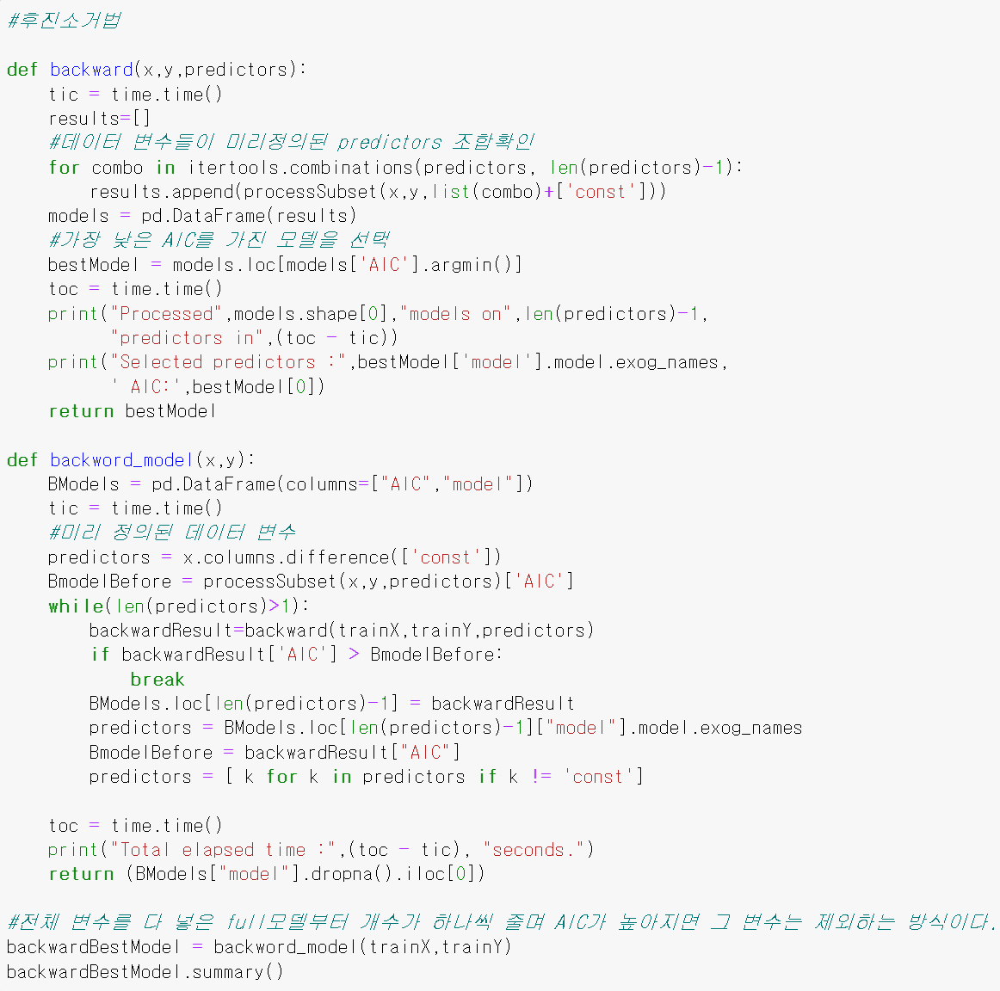 #후진소거법
def backward(x,y,predictors):
    tic = time.time()
    results=[]
    #데이터 변수들이 미리정의된 predictors 조합확인
    for combo in itertools.combinations(predictors, len(predictors)-1):
        results.append(processSubset(x,y,list(combo)+['const']))
    models = pd.DataFrame(results)
    #가장 낮은 AIC를 가진 모델을 선택
    bestModel = models.loc[models['AIC'].argmin()]
    toc = time.time()
    print("Processed",models.shape[0],"models on",len(predictors)-1,
          "predictors in",(toc - tic))
    print("Selected predictors :",bestModel['model'].model.exog_names,
          ' AIC:',bestModel[0])
    return bestModel
def backword_model(x,y):
    BModels = pd.DataFrame(columns=["AIC","model"])
    tic = time.time()
    #미리 정의된 데이터 변수
    predictors = x.columns.difference(['const'])
    BmodelBefore = processSubset(x,y,predictors)['AIC']
    while(len(predictors)>1):
        backwardResult=backward(trainX,trainY,predictors)
        if backwardResult['AIC'] > BmodelBefore:
            break
        BModels.loc[len(predictors)-1] = backwardResult
        predictors = BModels.loc[len(predictors)-1]["model"].model.exog_names
        BmodelBefore = backwardResult["AIC"]
        predictors = [ k for k in predictors if k != 'const']
    toc = time.time()
    print("Total elapsed time :",(toc - tic), "seconds.")
    return (BModels["model"].dropna().iloc[0])
#전체 변수를 다 넣은 full모델부터 개수가 하나씩 줄며 AIC가 높아지면 그 변수는 제외하는 방식이다.
backwardBestModel = backword_model(trainX,trainY)
backwardBestModel.summary()